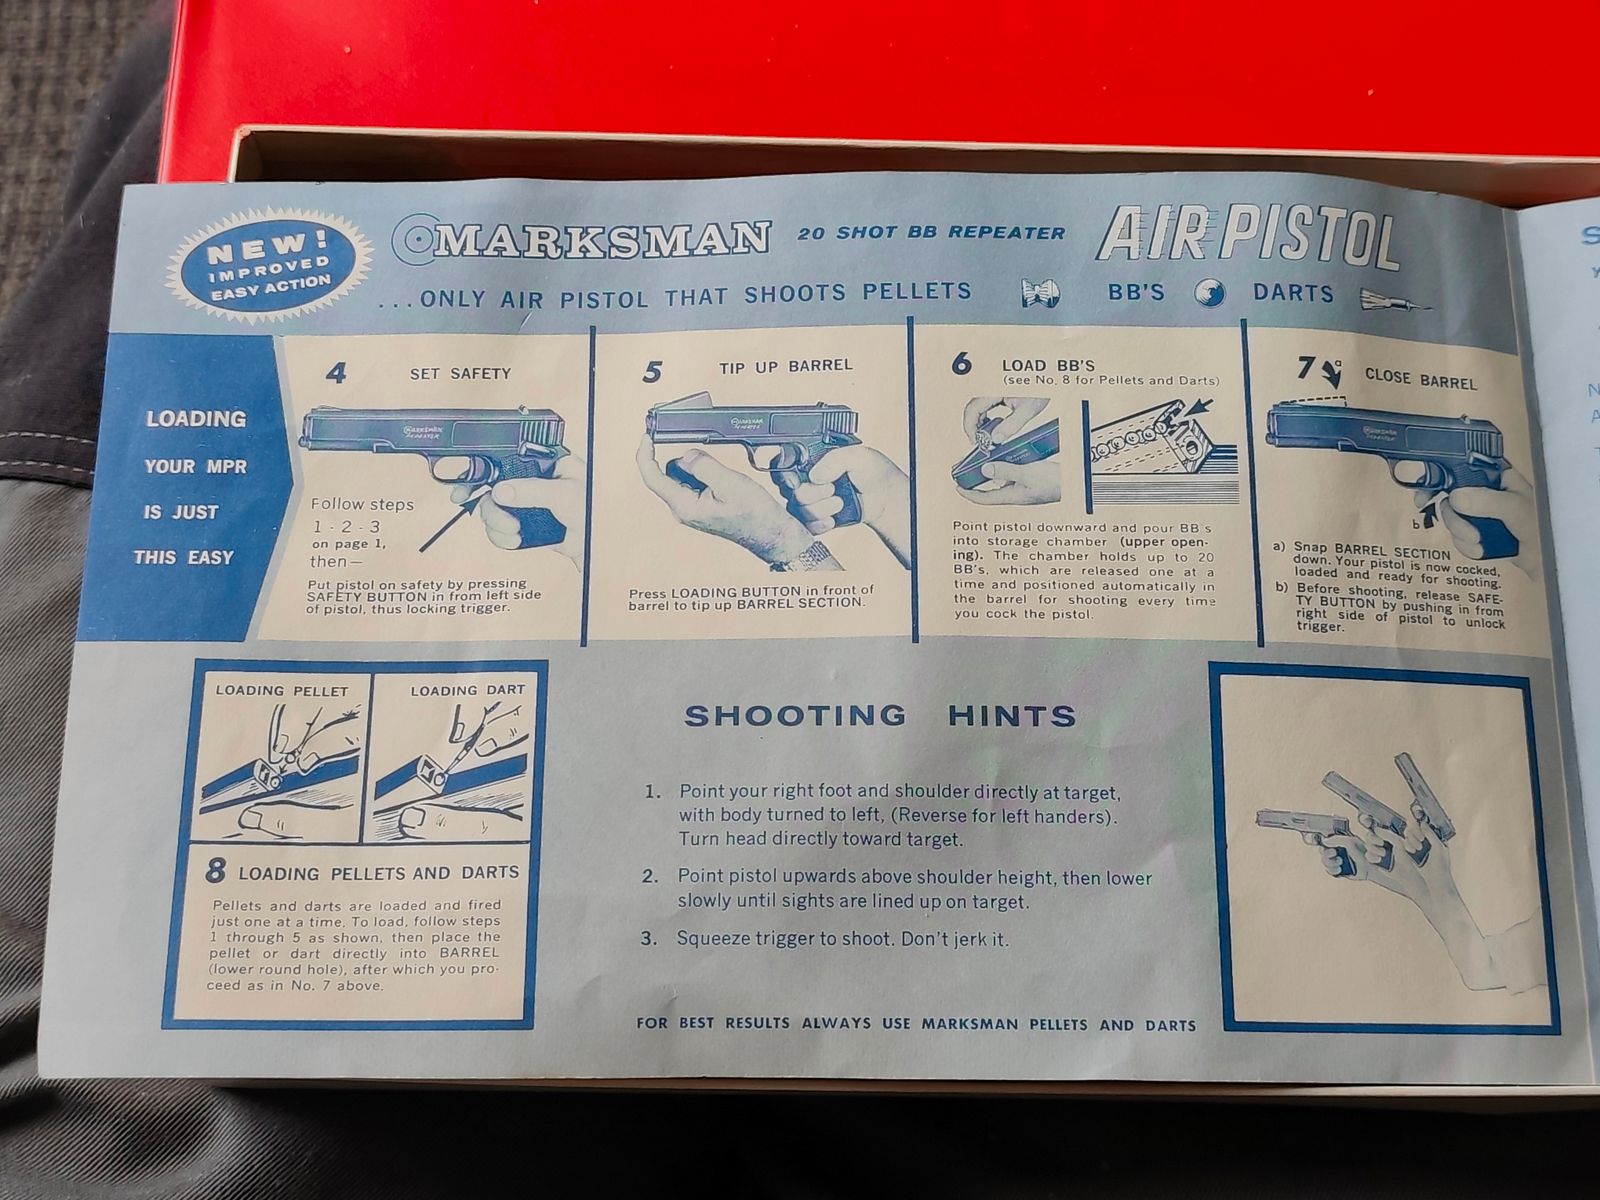 NEW!
IMPROVED
EASY ACTION
MARKSMAN 20 SHOT BB REPEATER AIR PISTOL
...ONLY AIR PISTOL THAT SHOOTS PELLETS BB'S DARTS
LOADING
YOUR MPR
IS JUST
THIS EASY
4 SET SAFETY
MARKSMAN
REPEATER
Follow steps
1 - 2 - 3
on page 1,
then—
Put pistol on safety by pressing
SAFETY BUTTON in from left side
of pistol, thus locking trigger.
5 TIP UP BARREL
MARKSMAN
REPEATER
Press LOADING BUTTON in front of
barrel to tip up BARREL SECTION.
6 LOAD BB'S
(see No. 8 for Pellets and Darts)
Point pistol downward and pour BB's
into storage chamber (upper open-
ing). The chamber holds up to 20
BB's, which are released one at a
time and positioned automatically in
the barrel for shooting every time
you cock the pistol.
7 a CLOSE BARREL
MARKSMAN
REPEATER
b
a) Snap BARREL SECTION
down. Your pistol is now cocked,
loaded and ready for shooting.
b) Before shooting, release SAFE-
TY BUTTON by pushing in from
right side of pistol to unlock
trigger.
LOADING PELLET
LOADING DART
8 LOADING PELLETS AND DARTS
Pellets and darts are loaded and fired
just one at a time. To load, follow steps
1 through 5 as shown, then place the
pellet or dart directly into BARREL
(lower round hole), after which you pro-
ceed as in No. 7 above.
SHOOTING HINTS
1. Point your right foot and shoulder directly at target,
with body turned to left, (Reverse for left handers).
Turn head directly toward target.
2. Point pistol upwards above shoulder height, then lower
slowly until sights are lined up on target.
3. Squeeze trigger to shoot. Don't jerk it.
FOR BEST RESULTS ALWAYS USE MARKSMAN PELLETS AND DARTS